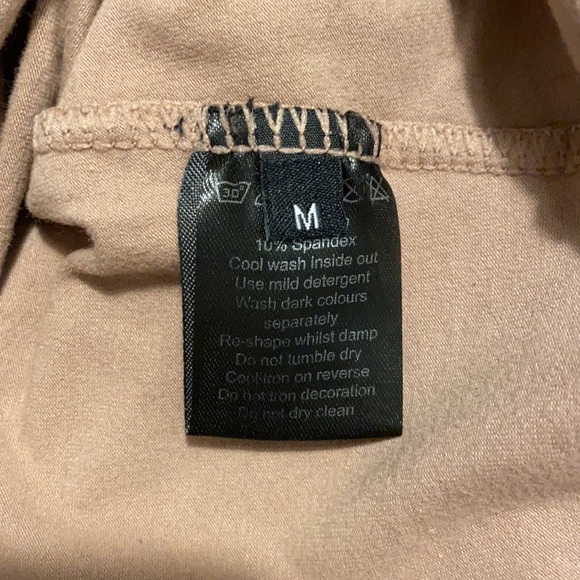 30°
M
10% Spandex
Cool wash inside out
Use mild detergent
Wash dark colours
separately
Re-shape whilst damp
Do not tumble dry
Cool iron on reverse
Do not iron decoration
Do not dry clean